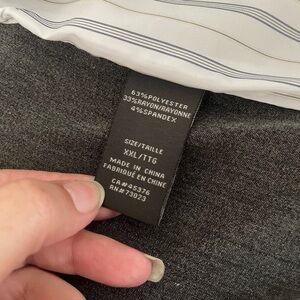 63%POLYESTER
33%RAYON/RAYONNE
4%SPANDEX
SIZE/TAILLE
XXL/TTG
MADE IN CHINA
FABRIQUÉ EN CHINE
CA#45376
RN#73023